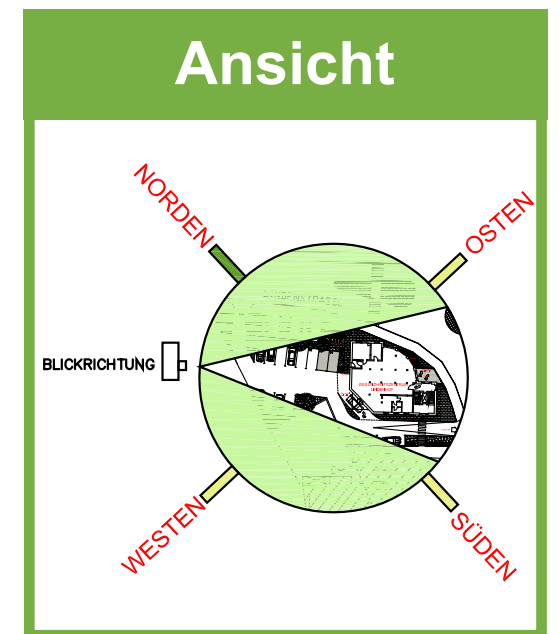 Ansicht
NORDEN
OSTEN
BLICKRICHTUNG
WESTEN
SÜDEN